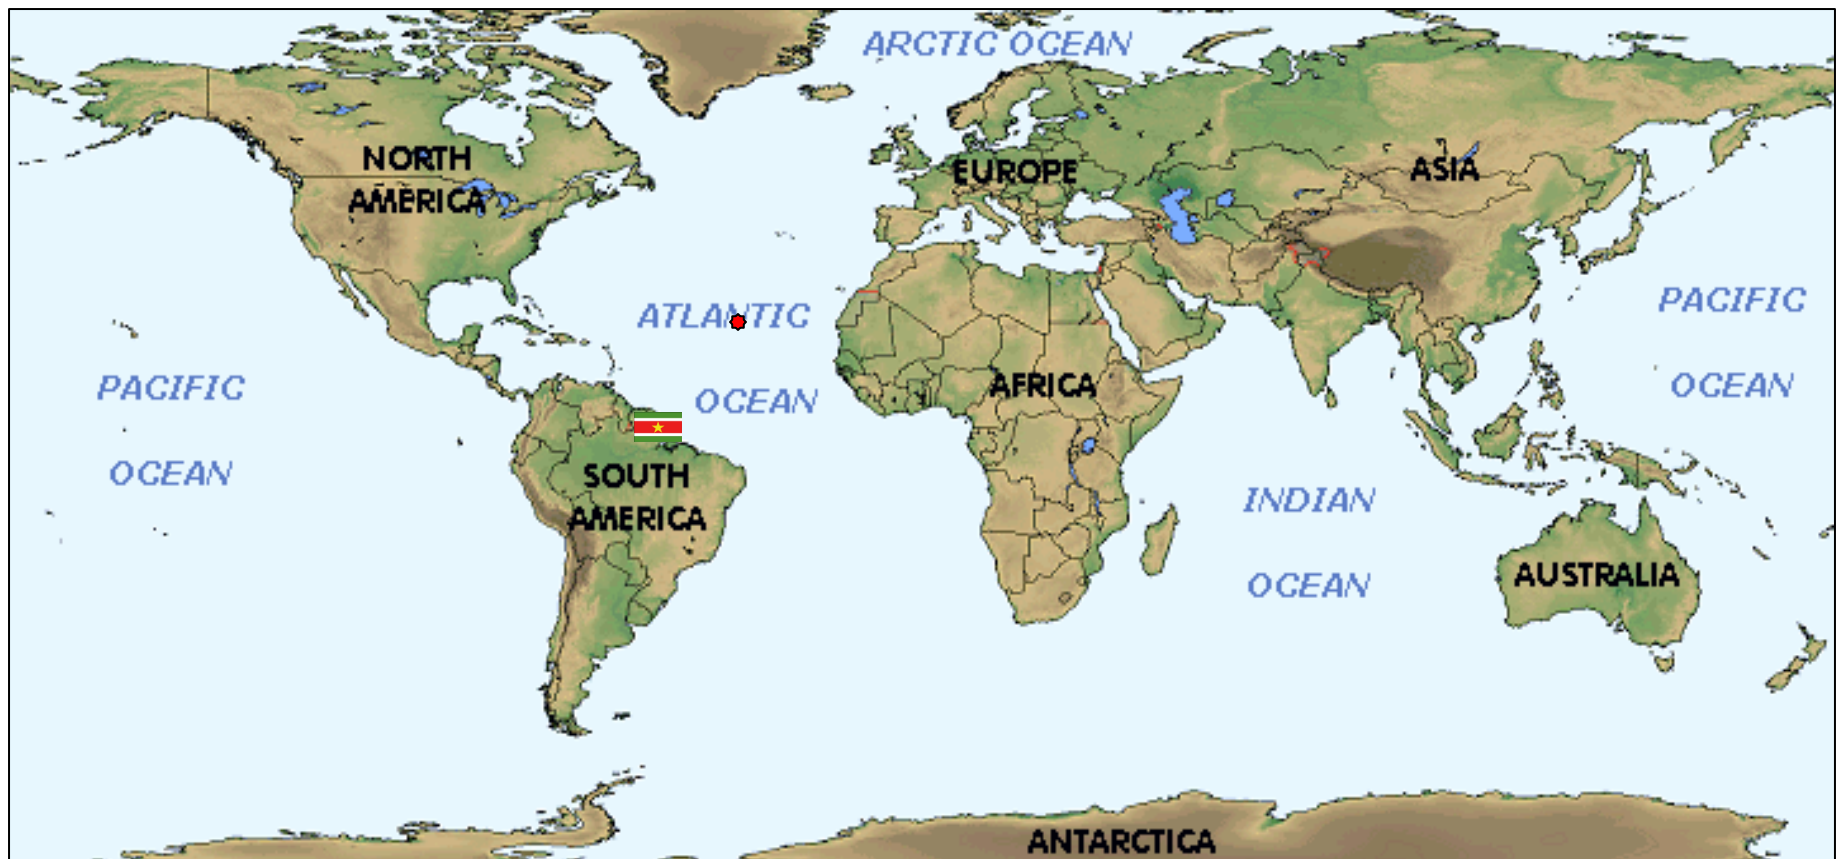 ARCTIC OCEAN
NORTH
AMERICA
EUROPE
ASIA
ATLANTIC
OCEAN
PACIFIC
OCEAN
PACIFIC
OCEAN
AFRICA
SOUTH
AMERICA
INDIAN
OCEAN
AUSTRALIA
ANTARCTICA